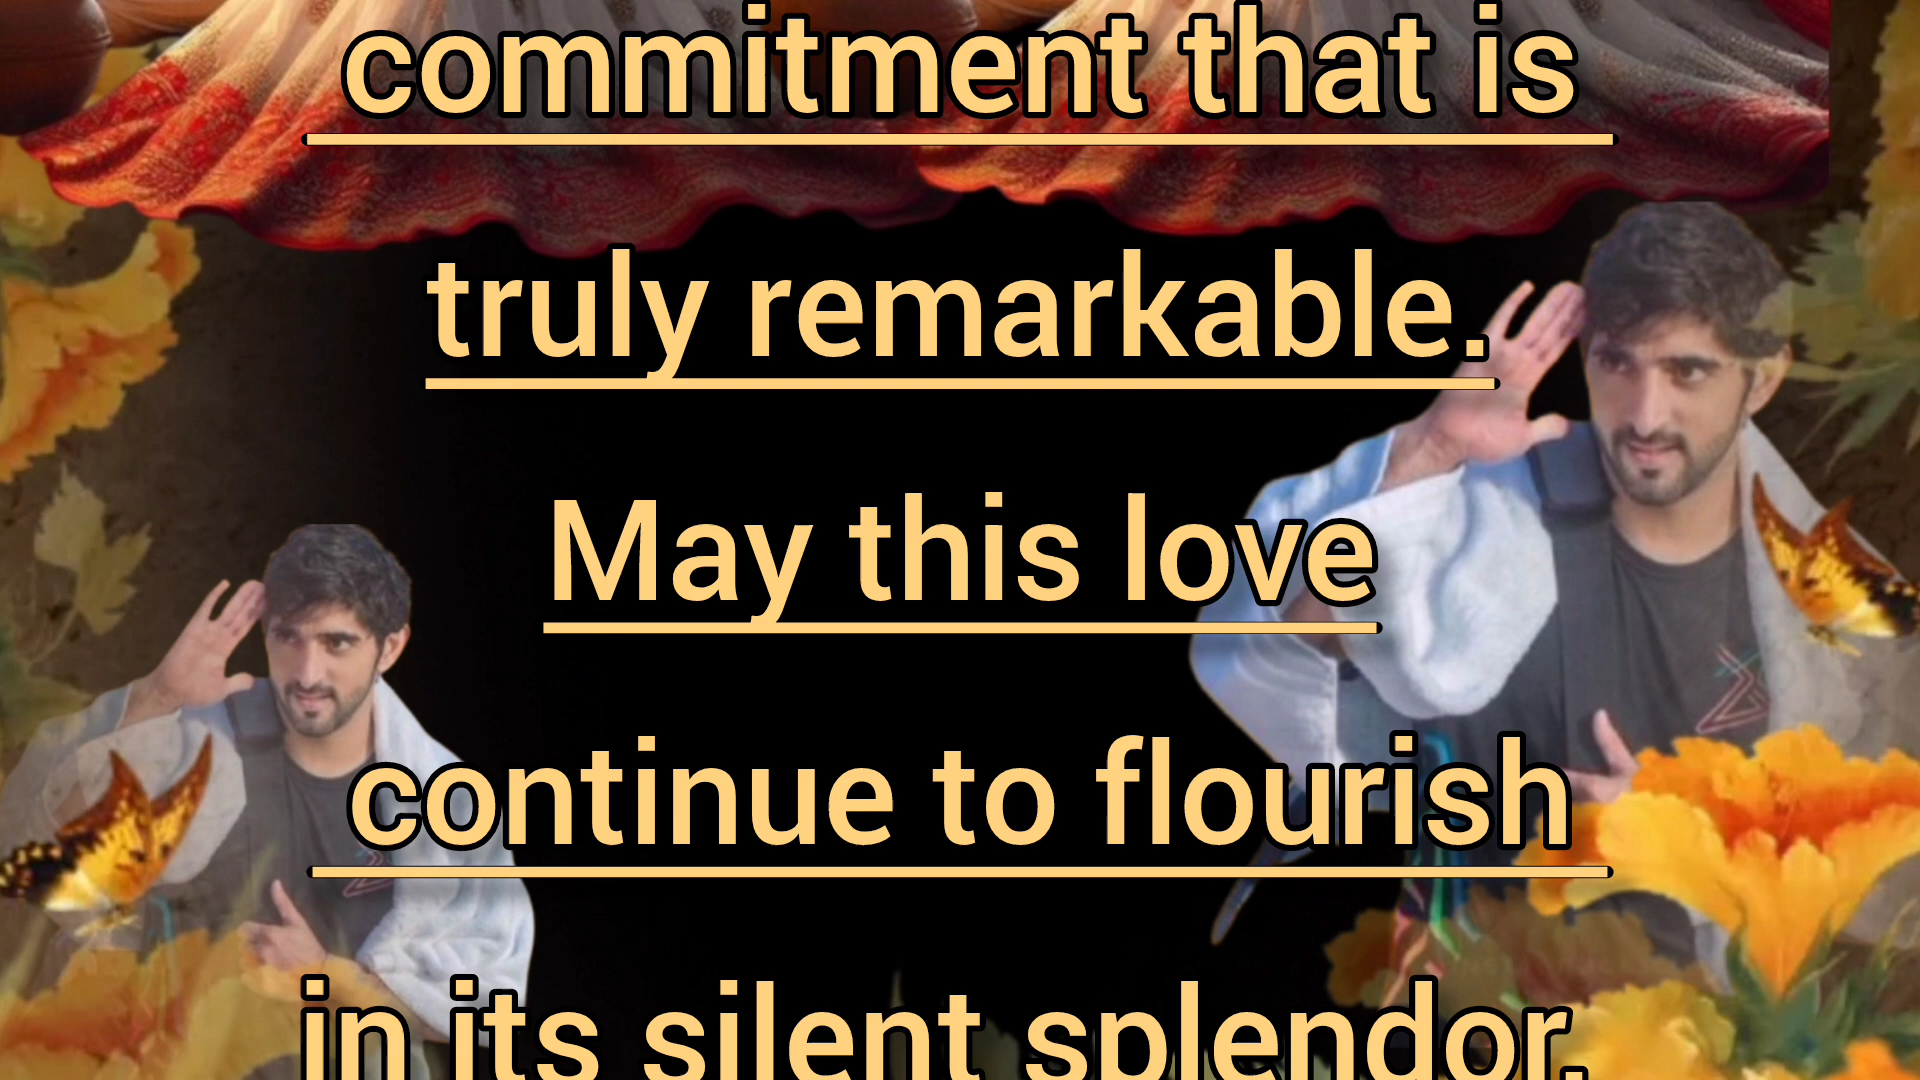 commitment that is
truly remarkable.
May this love
continue to flourish
in its silent splendor,